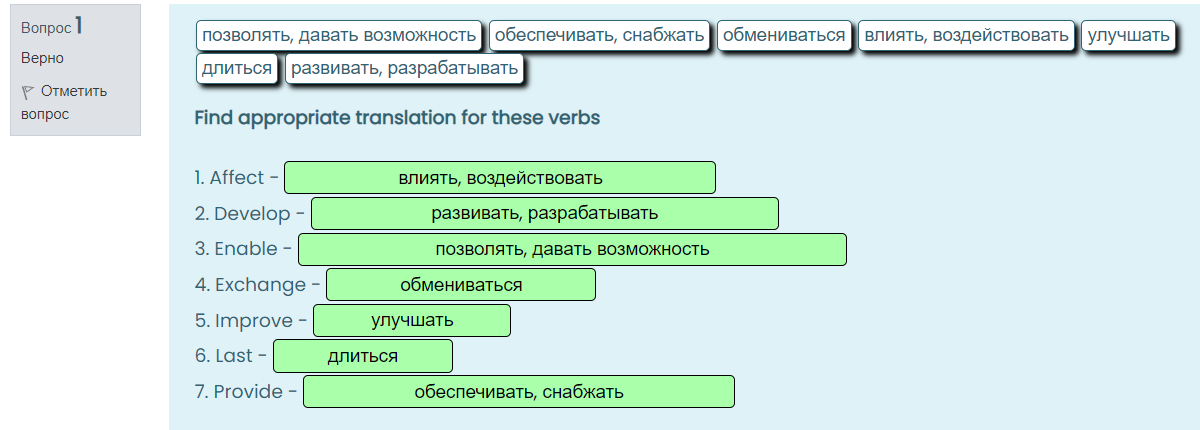 Вопрос 1
Верно
Отметить
вопрос
позволять, давать возможность обеспечивать, снабжать обмениваться влиять, воздействовать улучшать
длиться развивать, разрабатывать
Find appropriate translation for these verbs
1. Affect - влиять, воздействовать
2. Develop - развивать, разрабатывать
3. Enable - позволять, давать возможность
4. Exchange - обмениваться
5. Improve - улучшать
6. Last - длиться
7. Provide - обеспечивать, снабжать